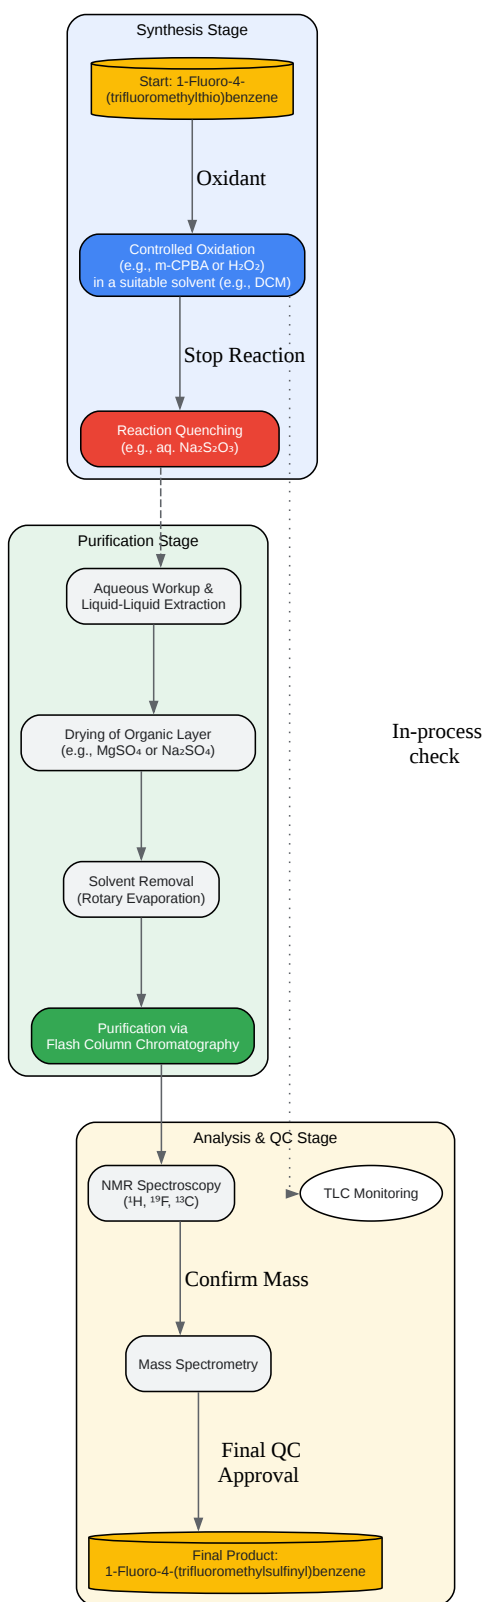 Synthesis Stage
Start: 1-Fluoro-4-
(trifluoromethylthio)benzene
Oxidant
Controlled Oxidation
(e.g., m-CPBA or H₂O₂)
in a suitable solvent (e.g., DCM)
Stop Reaction
Reaction Quenching
(e.g., aq. Na₂S₂O₃)
Purification Stage
Aqueous Workup &
Liquid-Liquid Extraction
Drying of Organic Layer
(e.g., MgSO₄ or Na₂SO₄)
In-process
check
Solvent Removal
(Rotary Evaporation)
Purification via
Flash Column Chromatography
Analysis & QC Stage
NMR Spectroscopy
(¹H, ¹⁹F, ¹³C)
TLC Monitoring
Confirm Mass
Mass Spectrometry
Final QC
Approval
Final Product:
1-Fluoro-4-(trifluoromethylsulfinyl)benzene